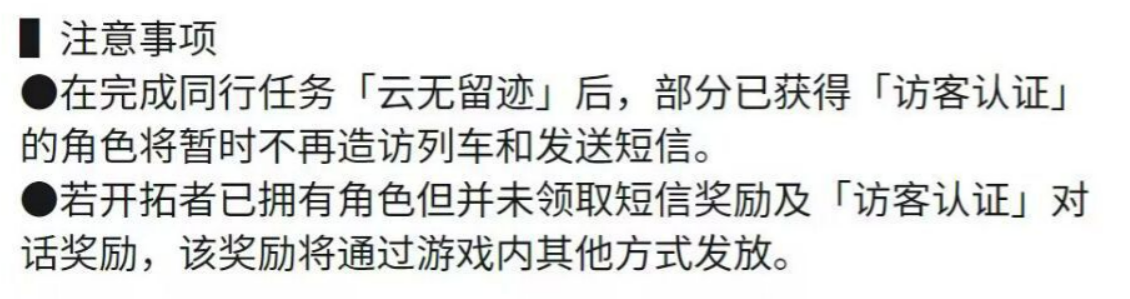 ▌注意事项
●在完成同行任务「云无留迹」后，部分已获得「访客认证」
的角色将暂时不再造访列车和发送短信。
●若开拓者已拥有角色但并未领取短信奖励及「访客认证」对
话奖励，该奖励将通过游戏内其他方式发放。